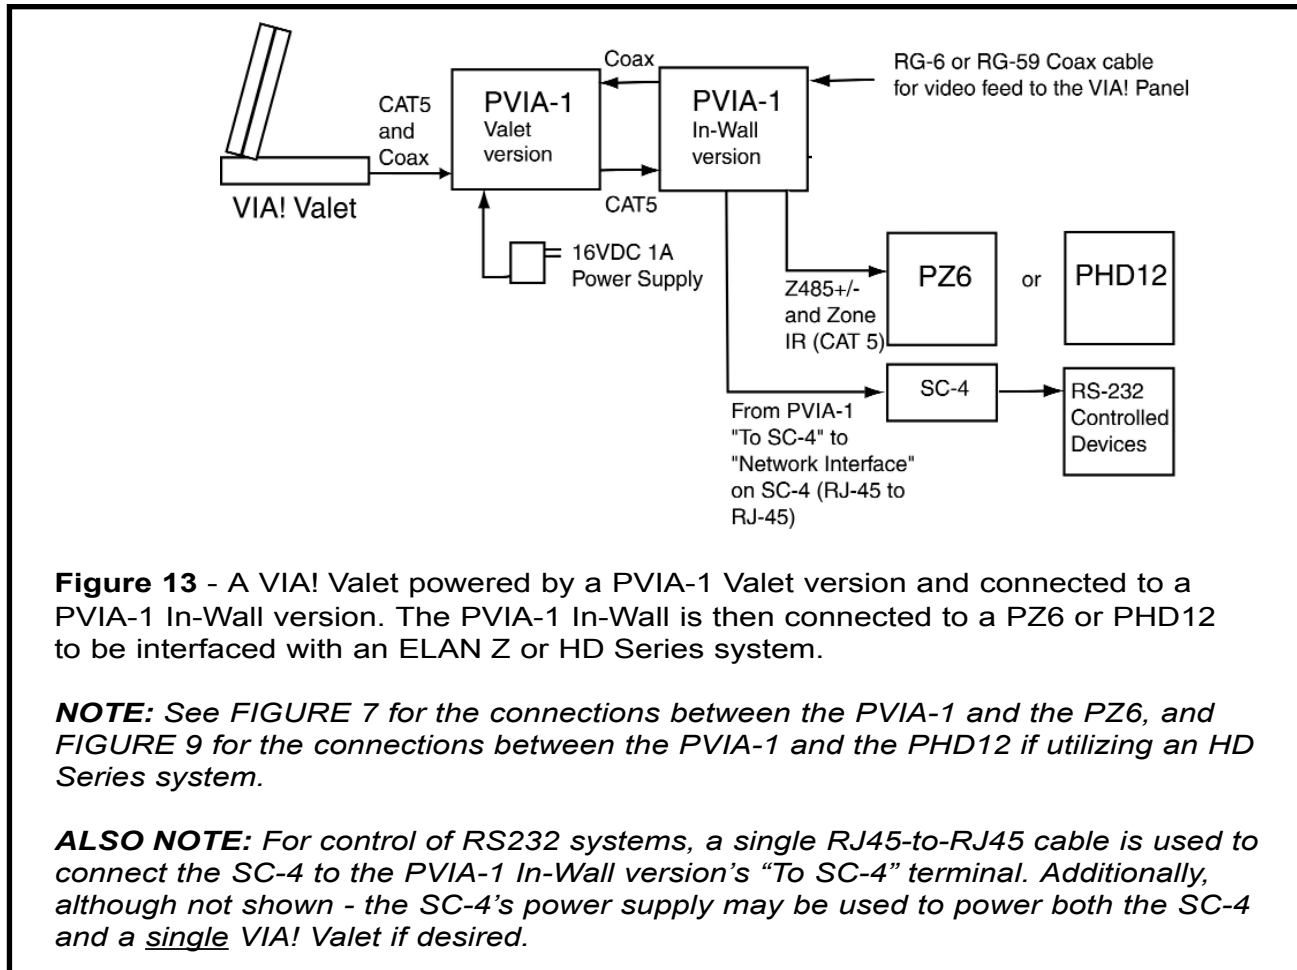 Coax
RG-6 or RG-59 Coax cable
for video feed to the VIA! Panel
CAT5
and
Coax
PVIA-1
Valet
version
PVIA-1
In-Wall
version
VIA! Valet
CAT5
16VDC 1A
Power Supply
Z485+/-
and Zone
IR (CAT 5)
PZ6
or
PHD12
SC-4
RS-232
Controlled
Devices
From PVIA-1
"To SC-4" to
"Network Interface"
on SC-4 (RJ-45 to
RJ-45)
Figure 13 - A VIA! Valet powered by a PVIA-1 Valet version and connected to a
PVIA-1 In-Wall version. The PVIA-1 In-Wall is then connected to a PZ6 or PHD12
to be interfaced with an ELAN Z or HD Series system.
NOTE: See FIGURE 7 for the connections between the PVIA-1 and the PZ6, and
FIGURE 9 for the connections between the PVIA-1 and the PHD12 if utilizing an HD
Series system.
ALSO NOTE: For control of RS232 systems, a single RJ45-to-RJ45 cable is used to
connect the SC-4 to the PVIA-1 In-Wall version’s “To SC-4” terminal. Additionally,
although not shown - the SC-4’s power supply may be used to power both the SC-4
and a single VIA! Valet if desired.